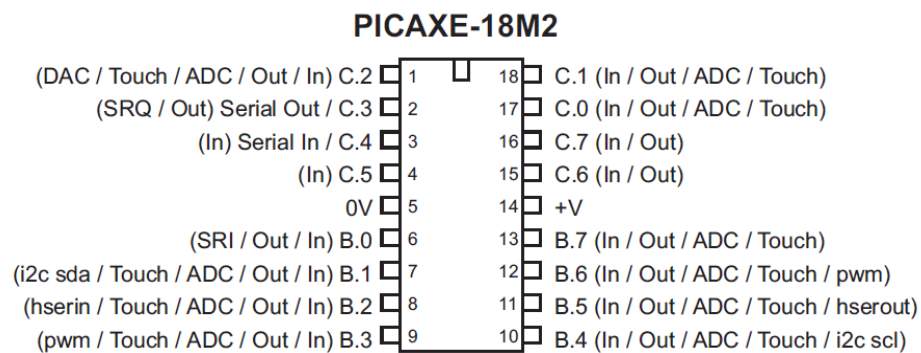 PICAXE-18M2
(DAC / Touch / ADC / Out / In) C.2 1 18 C.1 (In / Out / ADC / Touch)
(SRQ / Out) Serial Out / C.3 2 17 C.0 (In / Out / ADC / Touch)
(In) Serial In / C.4 3 16 C.7 (In / Out)
(In) C.5 4 15 C.6 (In / Out)
0V 5 14 +V
(SRI / Out / In) B.0 6 13 B.7 (In / Out / ADC / Touch)
(i2c sda / Touch / ADC / Out / In) B.1 7 12 B.6 (In / Out / ADC / Touch / pwm)
(hserin / Touch / ADC / Out / In) B.2 8 11 B.5 (In / Out / ADC / Touch / hserout)
(pwm / Touch / ADC / Out / In) B.3 9 10 B.4 (In / Out / ADC / Touch / i2c scl)